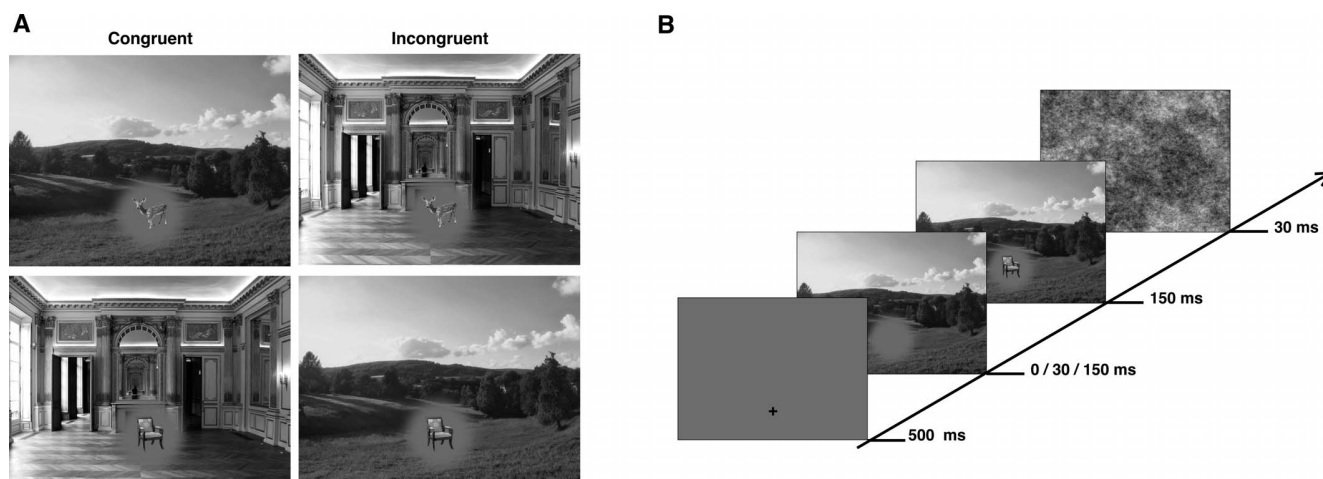 A
Congruent
Incongruent
B
30 ms
150 ms
0 / 30 / 150 ms
500 ms